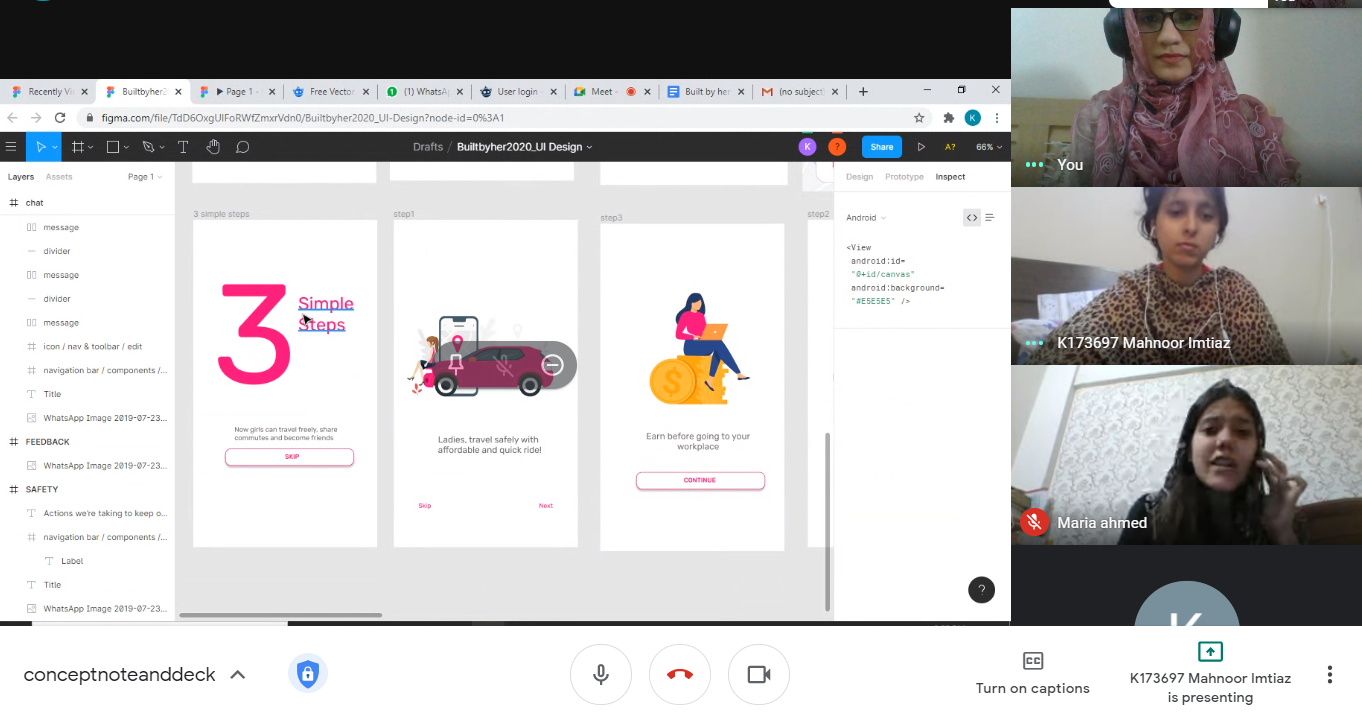 Recently Vi
Builtbyher2
Page 1 -
Free Vector
(1) WhatsAp
User login -
Meet -
Built by her
(no subject)
figma.com/file/TdD6OxgUIFoRWfZmxrVdn0/Builtbyher2020_UI-Design?node-id=0%3A1
K
Drafts / Builtbyher2020_UI Design
K
?
Share
A?
66%
Layers
Assets
Page 1
Design
Prototype
Inspect
chat
message
divider
message
divider
message
icon / nav & toolbar / edit
navigation bar / components /...
Title
WhatsApp Image 2019-07-23...
FEEDBACK
WhatsApp Image 2019-07-23...
SAFETY
Actions we're taking to keep o...
navigation bar / components /...
Label
Title
WhatsApp Image 2019-07-23...
3 simple steps
3
Simple
Steps
Now girls can travel freely, share
commutes and become friends
SKIP
step1
Ladies, travel safely with
affordable and quick ride!
Skip
Next
step3
$
Earn before going to your
workplace
CONTINUE
step2
Android
<View
android:id=
"@+id/canvas"
android:background=
"#E5E5E5" />
?
You
K173697 Mahnoor Imtiaz
Maria ahmed
K
conceptnoteanddeck
CC
Turn on captions
K173697 Mahnoor Imtiaz
is presenting